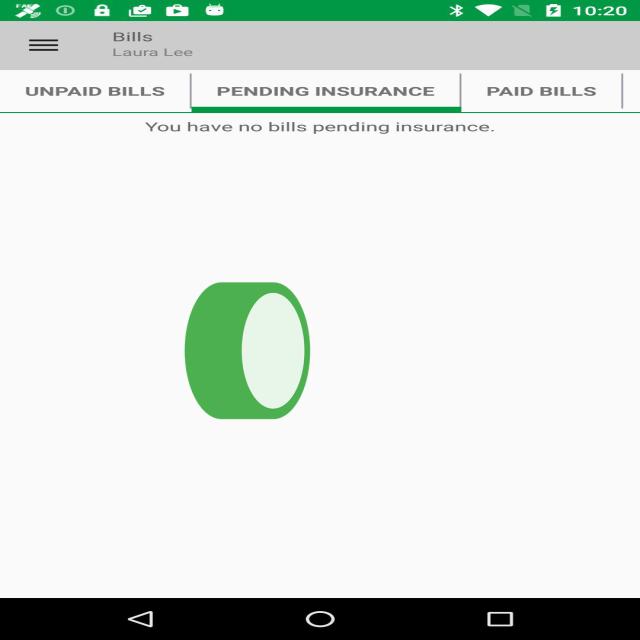 10:20
Bills
Laura Lee
UNPAID BILLS
PENDING INSURANCE
PAID BILLS
You have no bills pending insurance.